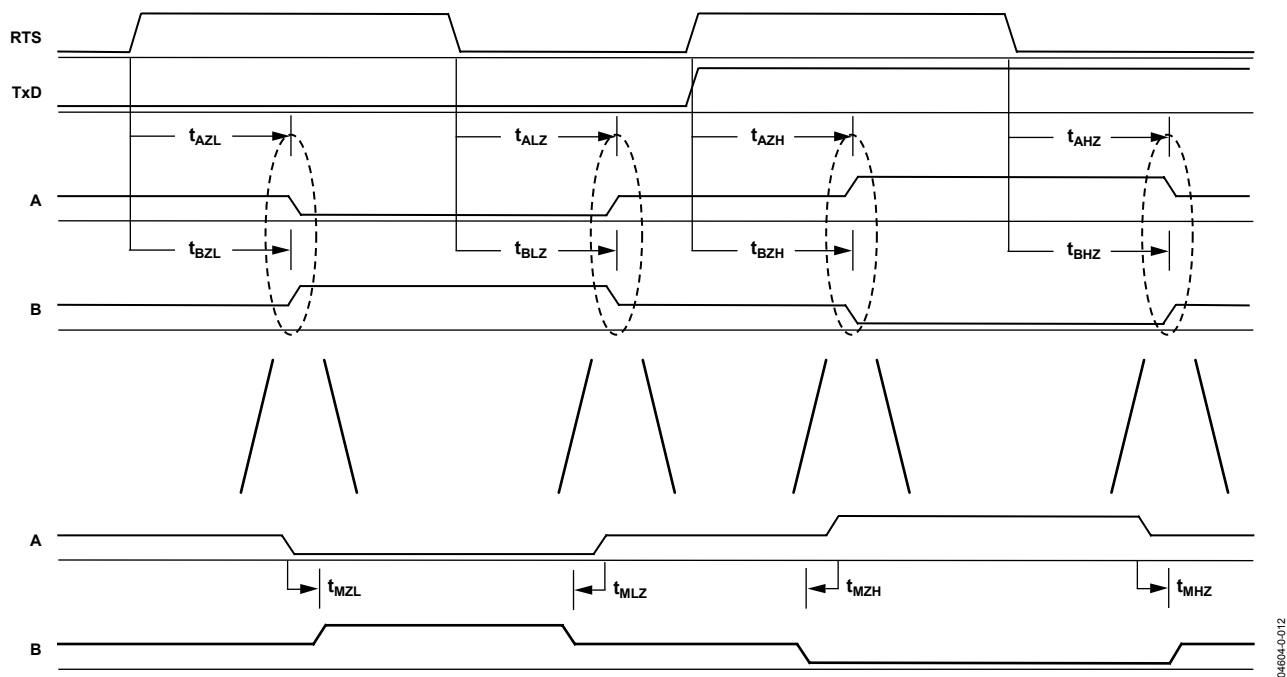 RTS
TxD
tAZL tALZ tAZH tAHZ
A
tBZL tBLZ tBZH tBHZ
B
A
tMZL tMLZ tMZH tMHZ
B
04604-0-012